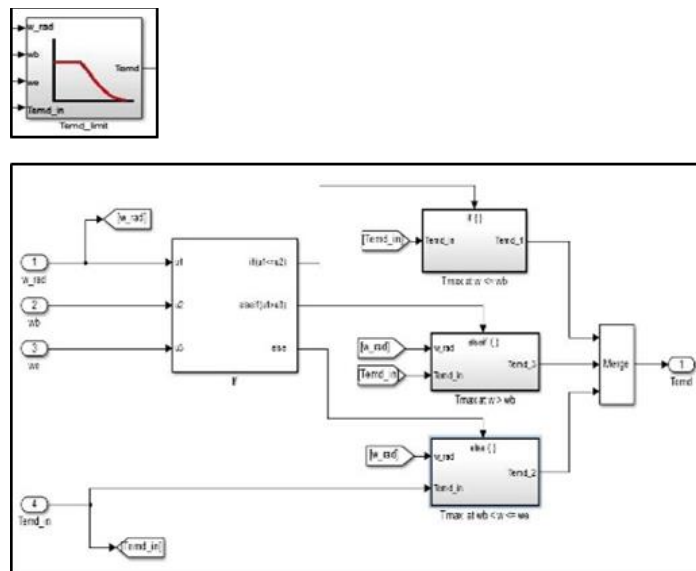 w_rad
wb
we
Temd_in
Temd
Temd_limit
[w_rad]
1
w_rad
2
wb
3
we
u1
u2
u3
if(u1<=u2)
elseif(u1>u3)
else
If
if { }
[Temd_in]
Temd_in
Temd_1
Tmax at w <= wb
elseif { }
[w_rad]
w_rad
[Temd_in]
Temd_in
Temd_3
Tmax at w > wb
Merge
1
Temd
else { }
[w_rad]
w_rad
Temd_in
Temd_2
Tmax at wb < w <= we
4
Temd_in
[Temd_in]